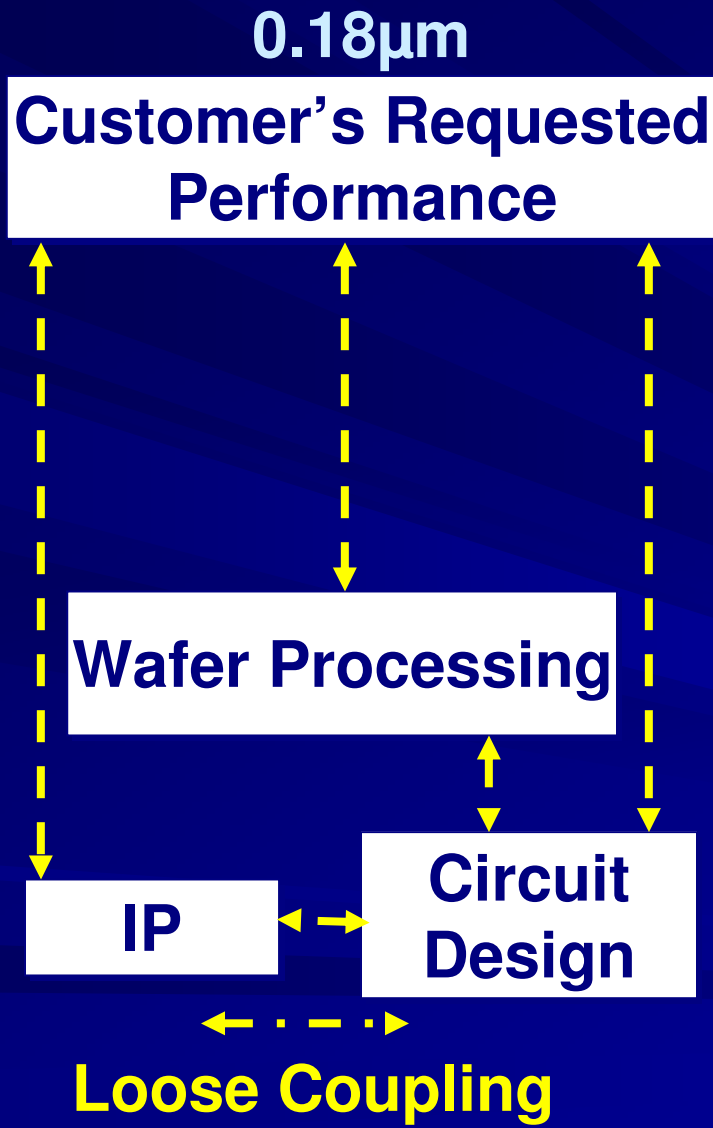 0.18µm
Customer’s Requested
Performance
Wafer Processing
Circuit
Design
IP
Loose Coupling